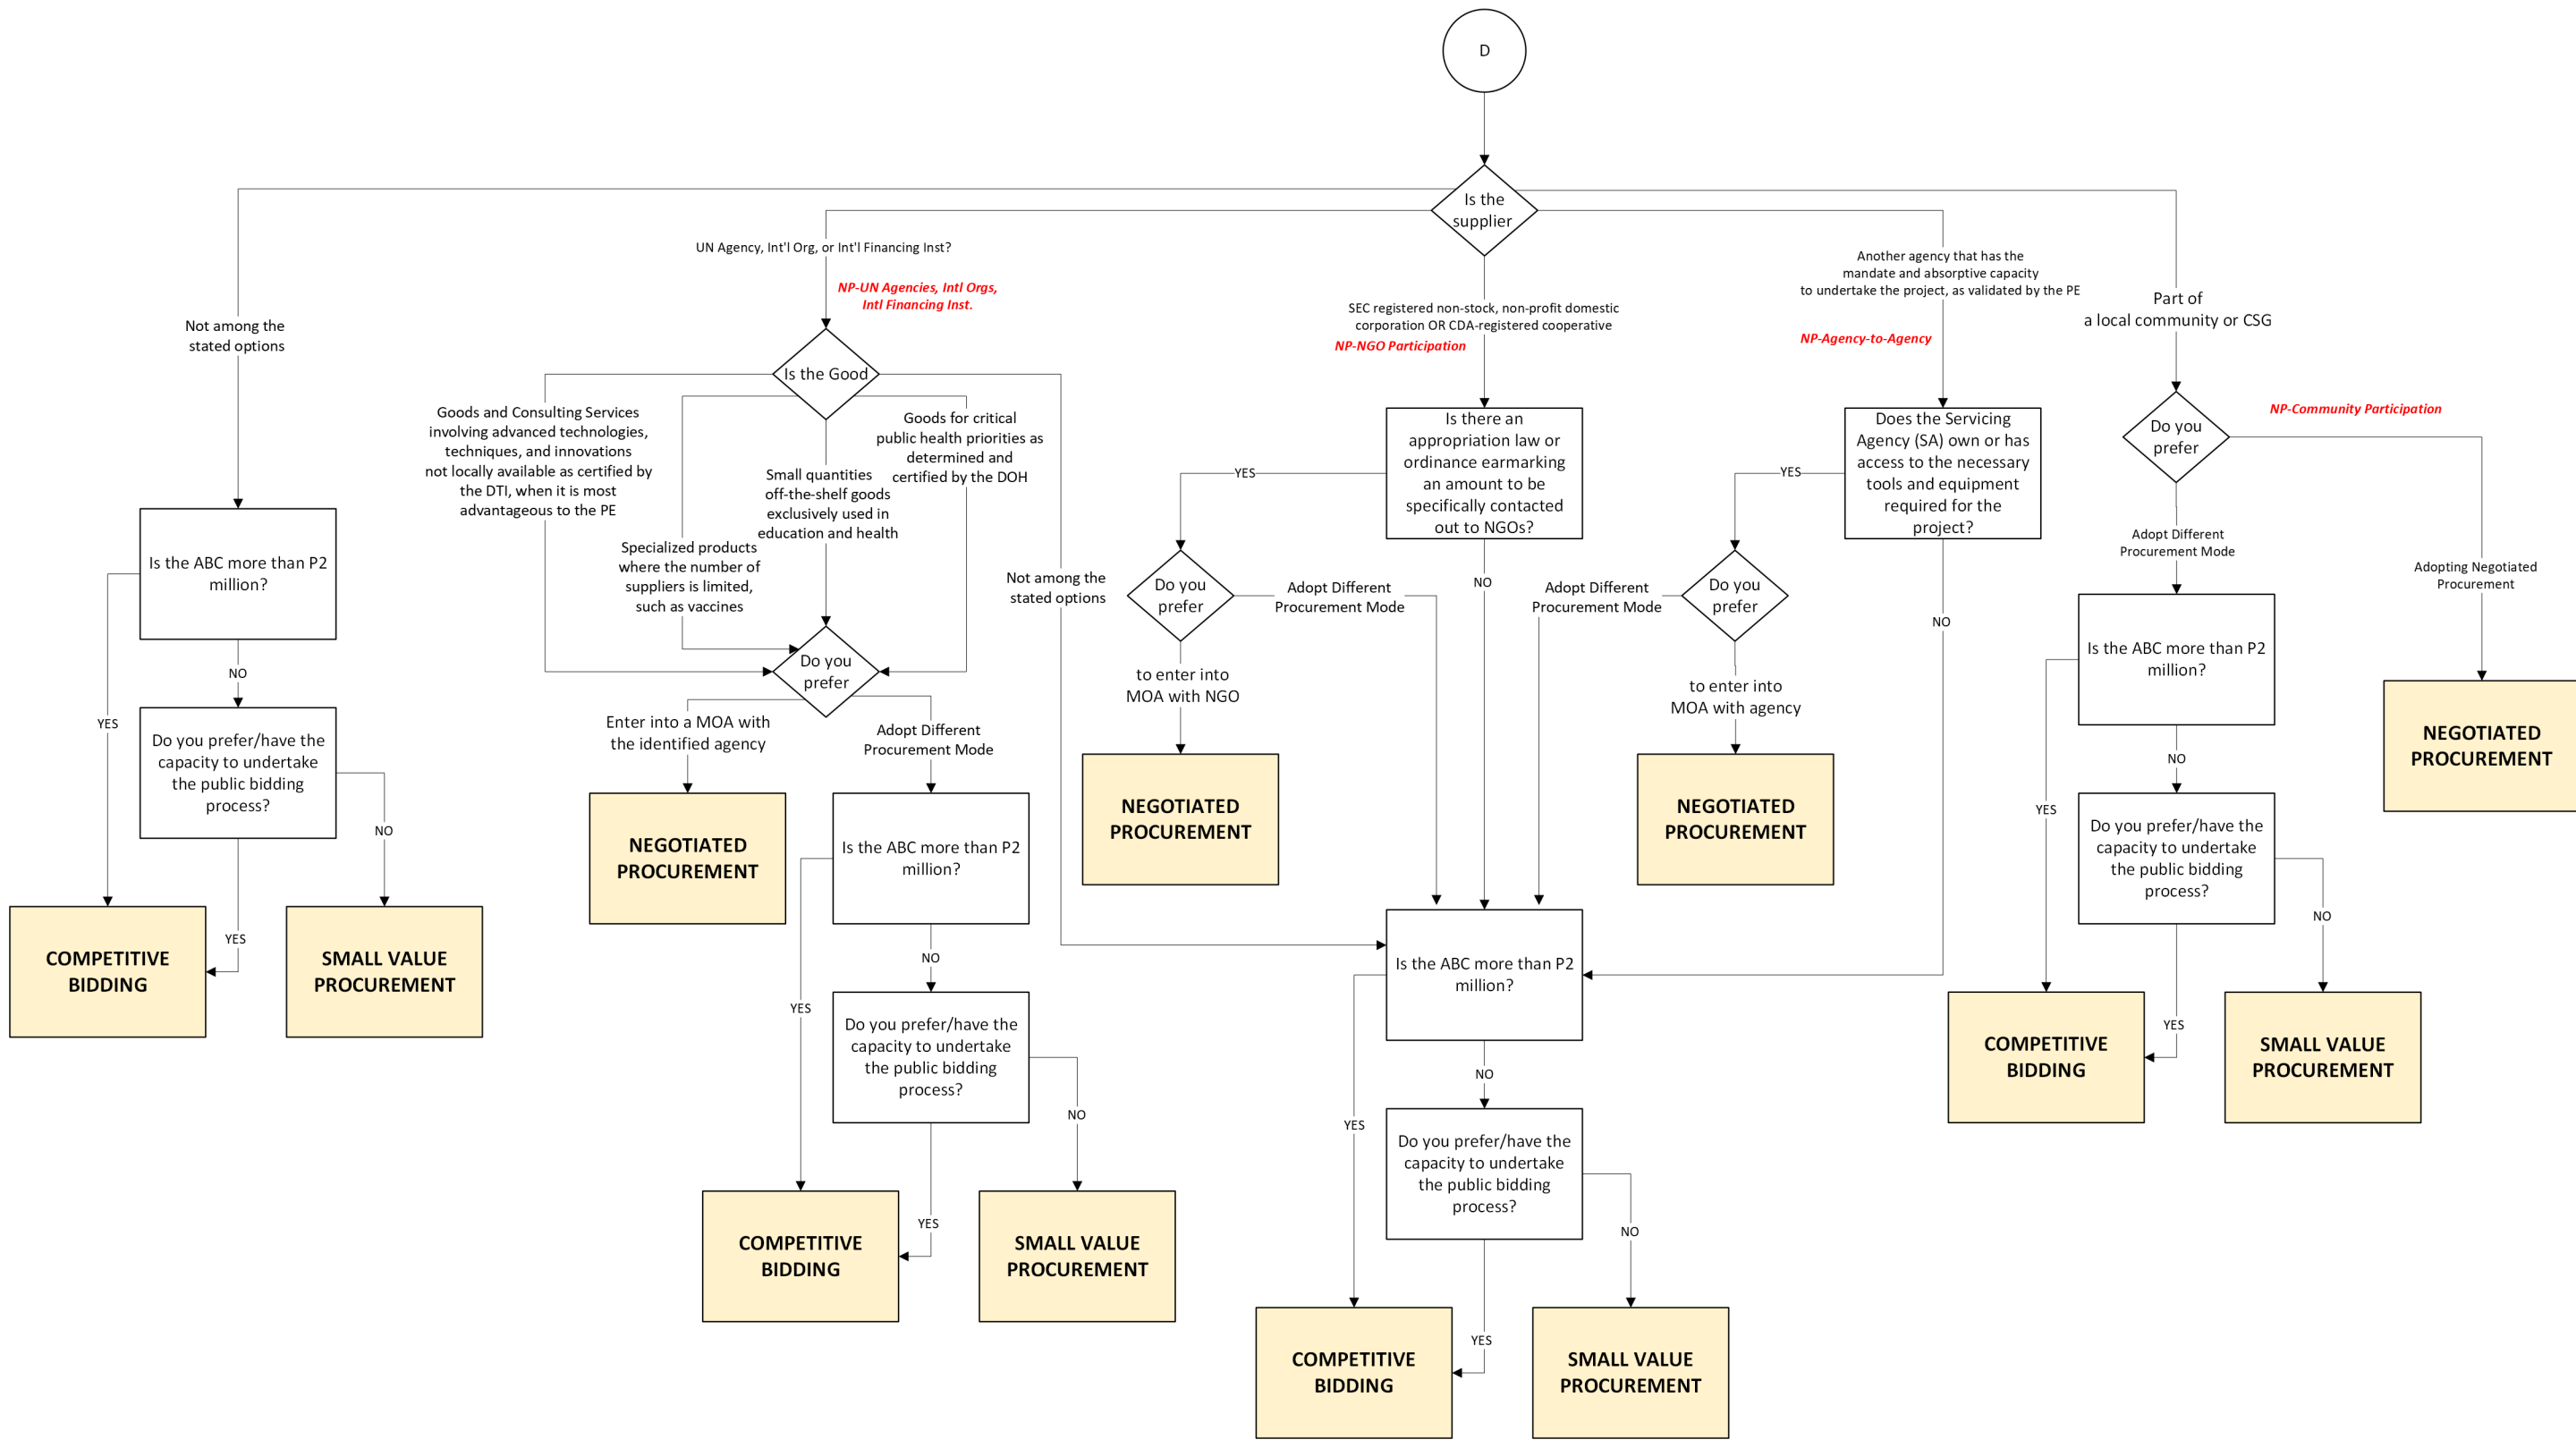 D
Is the
supplier
Not among the
stated options
Is the ABC more than P2
million?
YES
NO
Do you prefer/have the
capacity to undertake
the public bidding
process?
YES
NO
COMPETITIVE
BIDDING
SMALL VALUE
PROCUREMENT
UN Agency, Int'l Org, or Int'l Financing Inst?
NP-UN Agencies, Intl Orgs,
Intl Financing Inst.
Is the Good
Goods and Consulting Services
involving advanced technologies,
techniques, and innovations
not locally available as certified by
the DTI, when it is most
advantageous to the PE
Specialized products
where the number of
suppliers is limited,
such as vaccines
Small quantities
off-the-shelf goods
exclusively used in
education and health
Goods for critical
public health priorities as
determined and
certified by the DOH
Not among the
stated options
Do you
prefer
Enter into a MOA with
the identified agency
Adopt Different
Procurement Mode
NEGOTIATED
PROCUREMENT
Is the ABC more than P2
million?
YES
NO
Do you prefer/have the
capacity to undertake
the public bidding
process?
YES
NO
COMPETITIVE
BIDDING
SMALL VALUE
PROCUREMENT
SEC registered non-stock, non-profit domestic
corporation OR CDA-registered cooperative
NP-NGO Participation
Is there an
appropriation law or
ordinance earmarking
an amount to be
specifically contacted
out to NGOs?
YES
NO
Do you
prefer
Adopt Different
Procurement Mode
to enter into
MOA with NGO
NEGOTIATED
PROCUREMENT
Another agency that has the
mandate and absorptive capacity
to undertake the project, as validated by the PE
NP-Agency-to-Agency
Does the Servicing
Agency (SA) own or has
access to the necessary
tools and equipment
required for the
project?
YES
NO
Do you
prefer
Adopt Different
Procurement Mode
to enter into
MOA with agency
NEGOTIATED
PROCUREMENT
Is the ABC more than P2
million?
YES
NO
Do you prefer/have the
capacity to undertake
the public bidding
process?
YES
NO
COMPETITIVE
BIDDING
SMALL VALUE
PROCUREMENT
Part of
a local community or CSG
Do you
prefer
NP-Community Participation
Adopt Different
Procurement Mode
Adopting Negotiated
Procurement
NEGOTIATED
PROCUREMENT
Is the ABC more than P2
million?
YES
NO
Do you prefer/have the
capacity to undertake
the public bidding
process?
YES
NO
COMPETITIVE
BIDDING
SMALL VALUE
PROCUREMENT